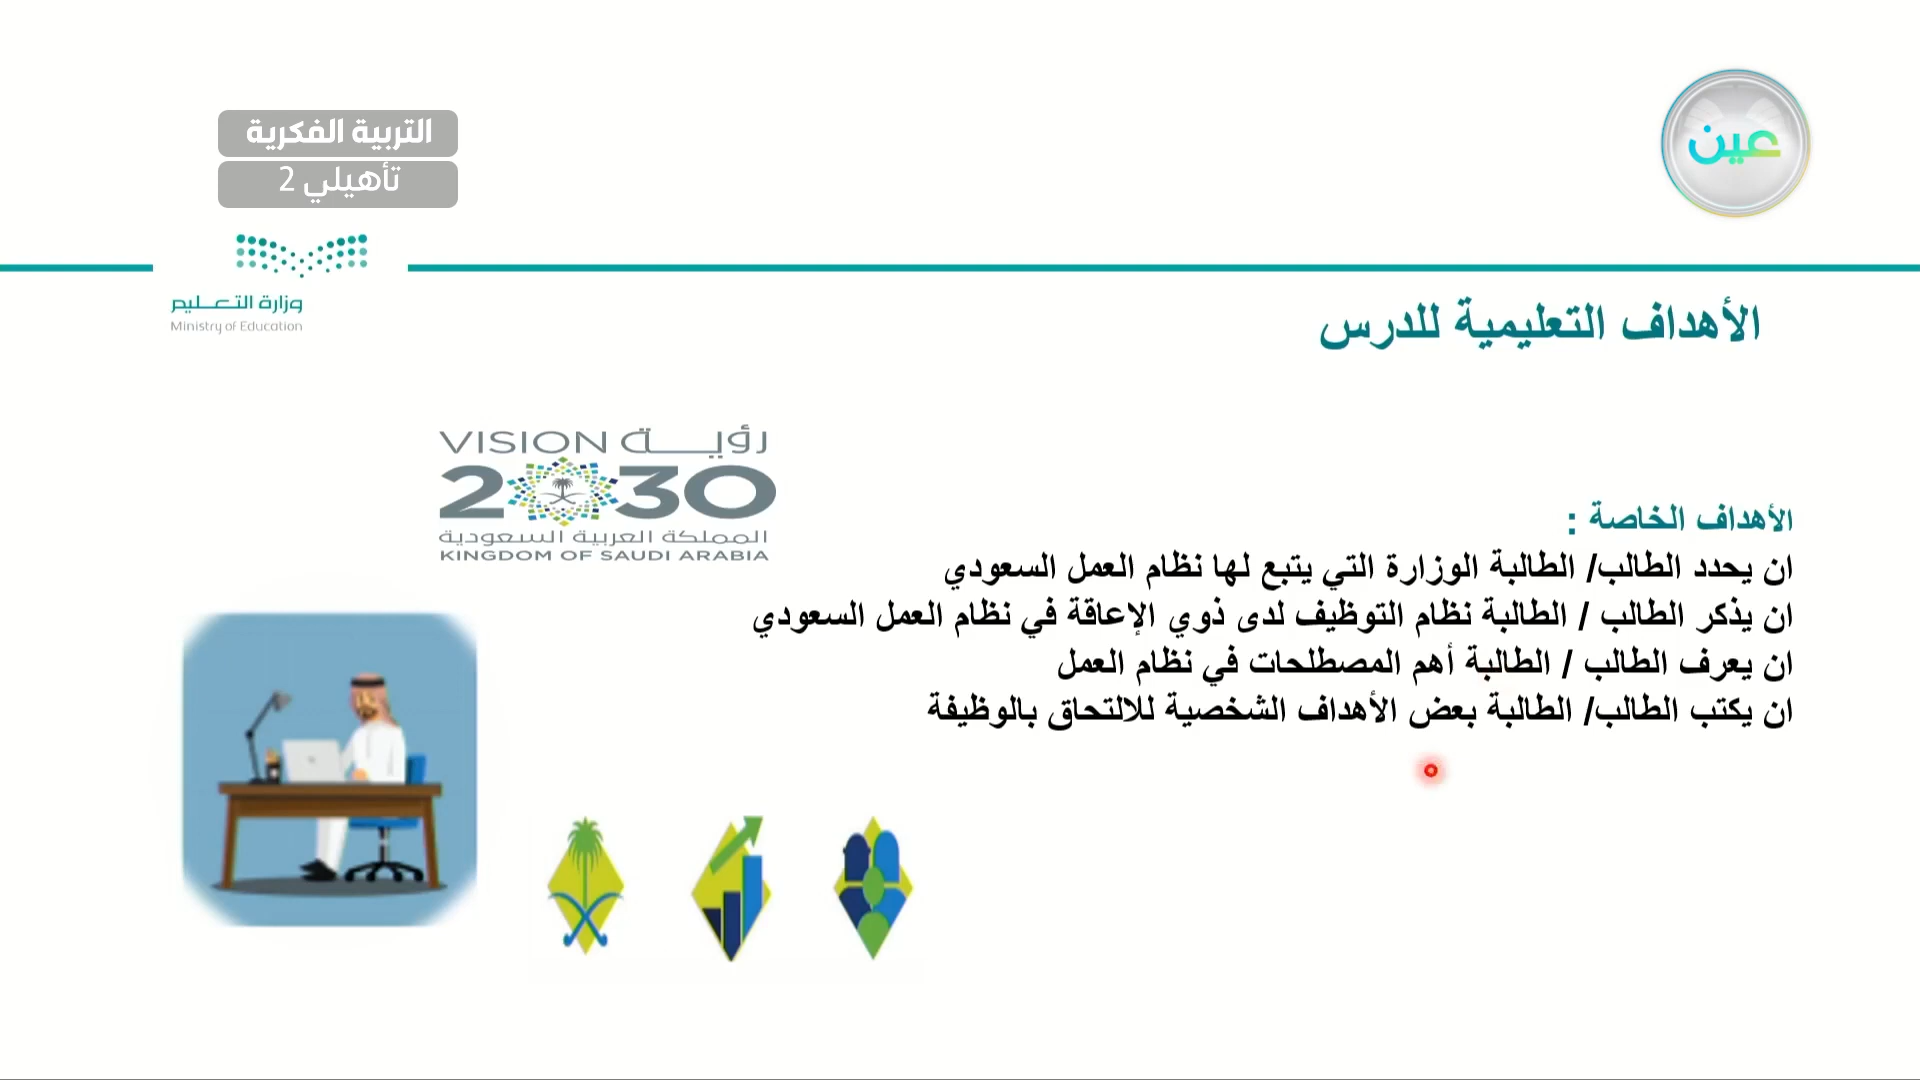 التربية الفكرية
تأهيلي 2
عين
وزارة التعليم
Ministry of Education
الأهداف التعليمية للدرس
VISION رؤية
2030
المملكة العربية السعودية
KINGDOM OF SAUDI ARABIA
الأهداف الخاصة :
ان يحدد الطالب/ الطالبة الوزارة التي يتبع لها نظام العمل السعودي
ان يذكر الطالب / الطالبة نظام التوظيف لدى ذوي الإعاقة في نظام العمل السعودي
ان يعرف الطالب / الطالبة أهم المصطلحات في نظام العمل
ان يكتب الطالب/ الطالبة بعض الأهداف الشخصية للالتحاق بالوظيفة